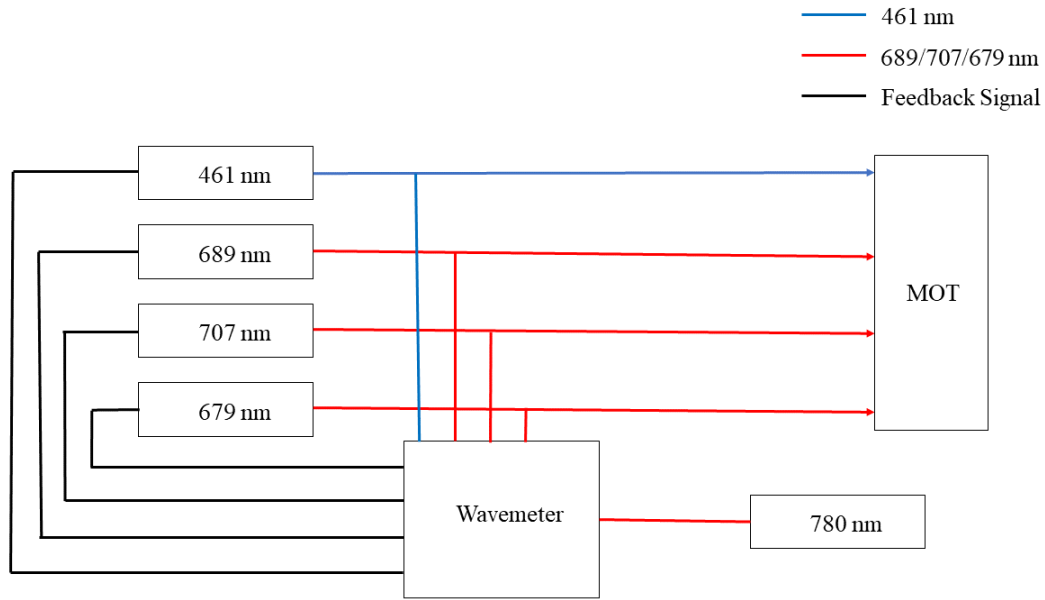 461 nm
689/707/679 nm
Feedback Signal
461 nm
689 nm
707 nm
679 nm
MOT
Wavemeter
780 nm